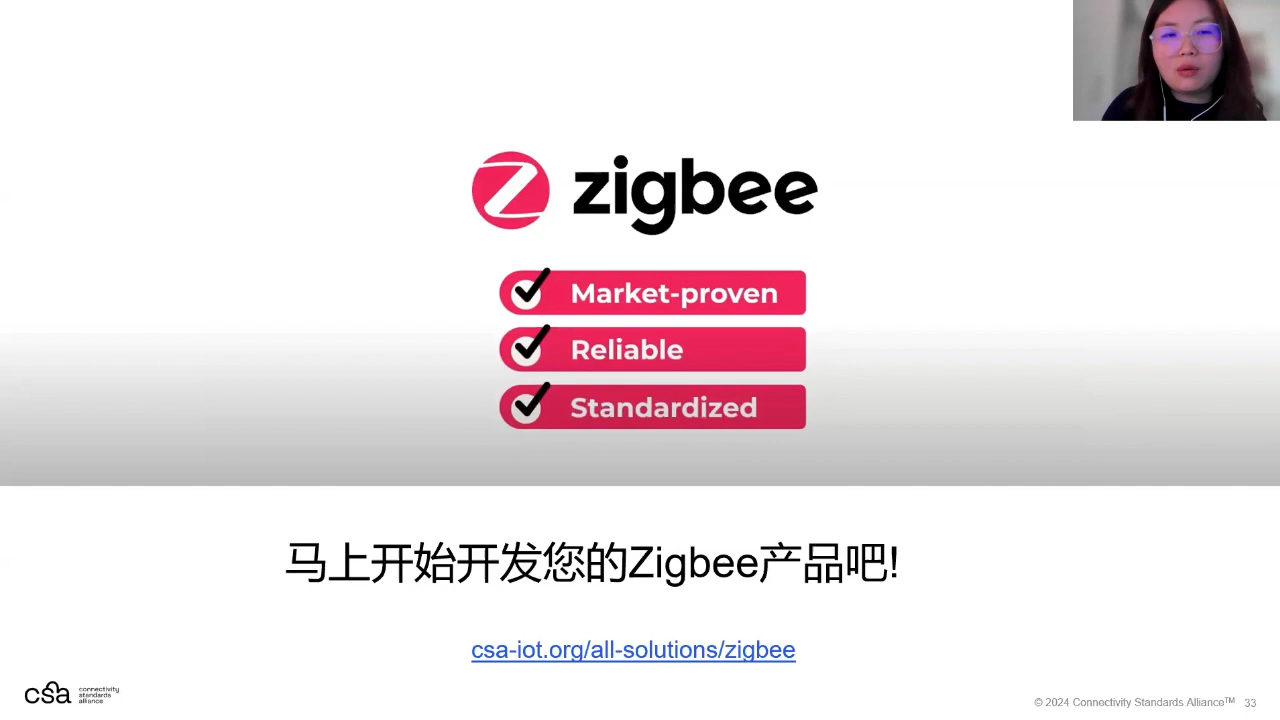 zigbee
Market-proven
Reliable
Standardized
马上开始开发您的Zigbee产品吧!
csa-iot.org/all-solutions/zigbee
csa connectivity
standards
alliance
© 2024 Connectivity Standards Alliance™ 33